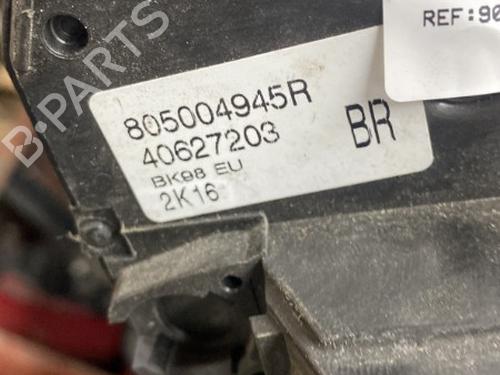 B-PARTS
REF:90
805004945R
40627203
BR
BK98 EU
2K16